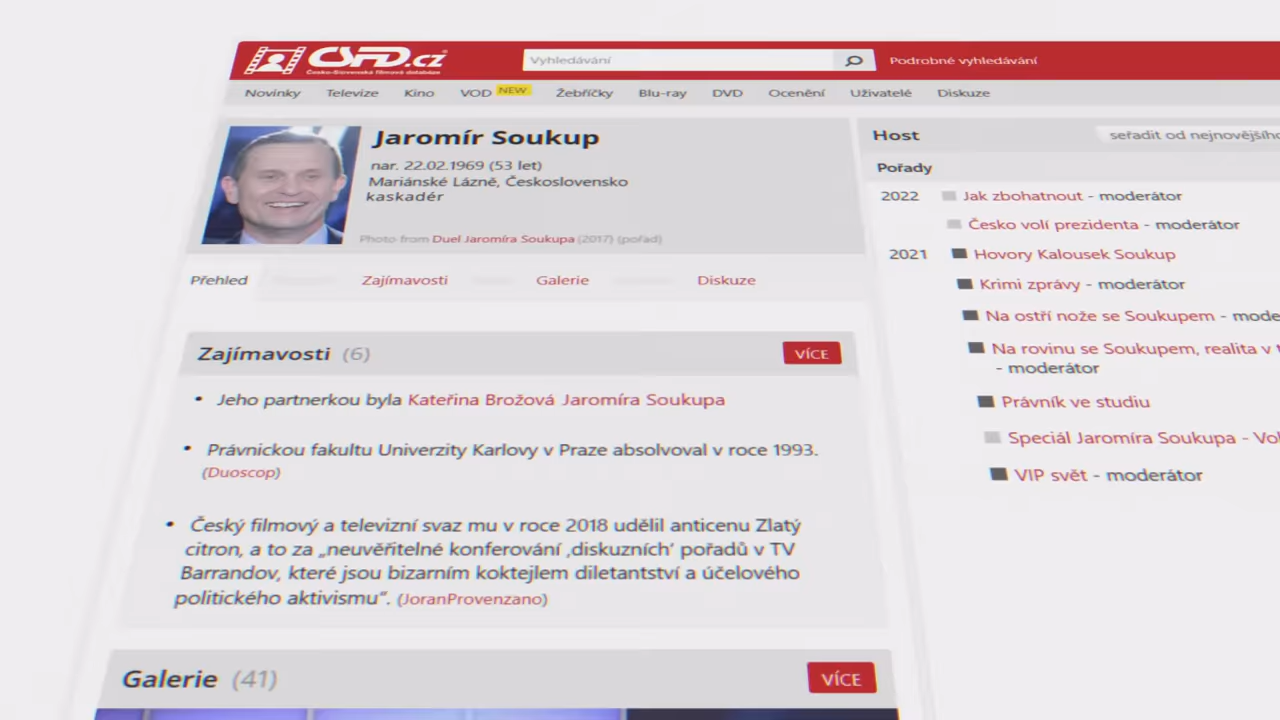 ČSFD.cz
Česko-Slovenská filmová databáze
Vyhledávání
Podrobné vyhledávání
Novinky Televize Kino VOD NEW Žebříčky Blu-ray DVD Ocenění Uživatelé Diskuze
Jaromír Soukup
nar. 22.02.1969 (53 let)
Mariánské Lázně, Československo
kaskadér
Photo from Duel Jaromíra Soukupa (2017) (pořad)
Přehled Zajímavosti Galerie Diskuze
Zajímavosti (6)
VÍCE
• Jeho partnerkou byla Kateřina Brožová Jaromíra Soukupa
• Právnickou fakultu Univerzity Karlovy v Praze absolvoval v roce 1993.
(Duoscop)
• Český filmový a televizní svaz mu v roce 2018 udělil anticenu Zlatý
citron, a to za „neuvěřitelné konferování ‚diskuzních‘ pořadů v TV
Barrandov, které jsou bizarním koktejlem diletantství a účelového
politického aktivismu“. (JoranProvenzano)
Galerie (41)
VÍCE
Host
seřadit od nejnovějšího
Pořady
2022 Jak zbohatnout - moderátor
Česko volí prezidenta - moderátor
2021 Hovory Kalousek Soukup
Krimi zprávy - moderátor
Na ostří nože se Soukupem - mode
Na rovinu se Soukupem, realita v
- moderátor
Právník ve studiu
Speciál Jaromíra Soukupa - Vol
VIP svět - moderátor